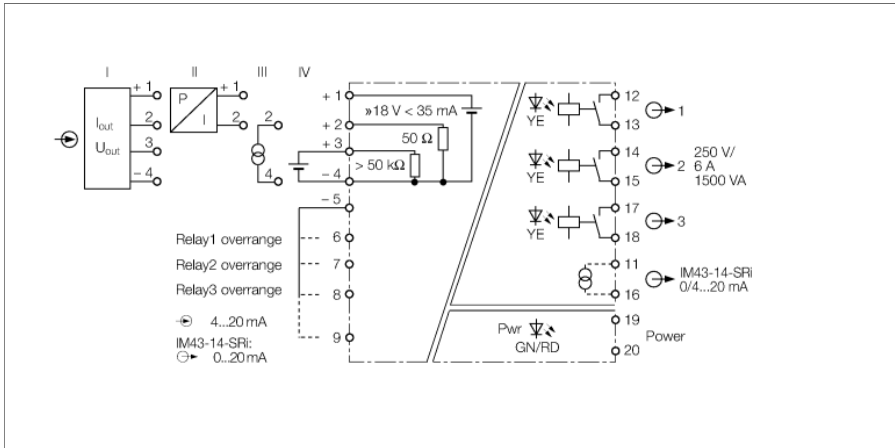 I II III IV
+ 1
2
3
- 4
Iout
Uout
P
I
+ 1
2
2
4
+ 1
+ 2
+ 3
- 4
- 5
6
7
8
9
»18 V < 35 mA
50 Ω
> 50 kΩ
Relay1 overrange
Relay2 overrange
Relay3 overrange
4...20 mA
IM43-14-SRi:
0...20 mA
YE
12
13
1
YE
14
15
2
250 V/
6 A
1500 VA
YE
17
18
3
11
16
IM43-14-SRi
0/4...20 mA
Pwr
GN/RD
19
20
Power